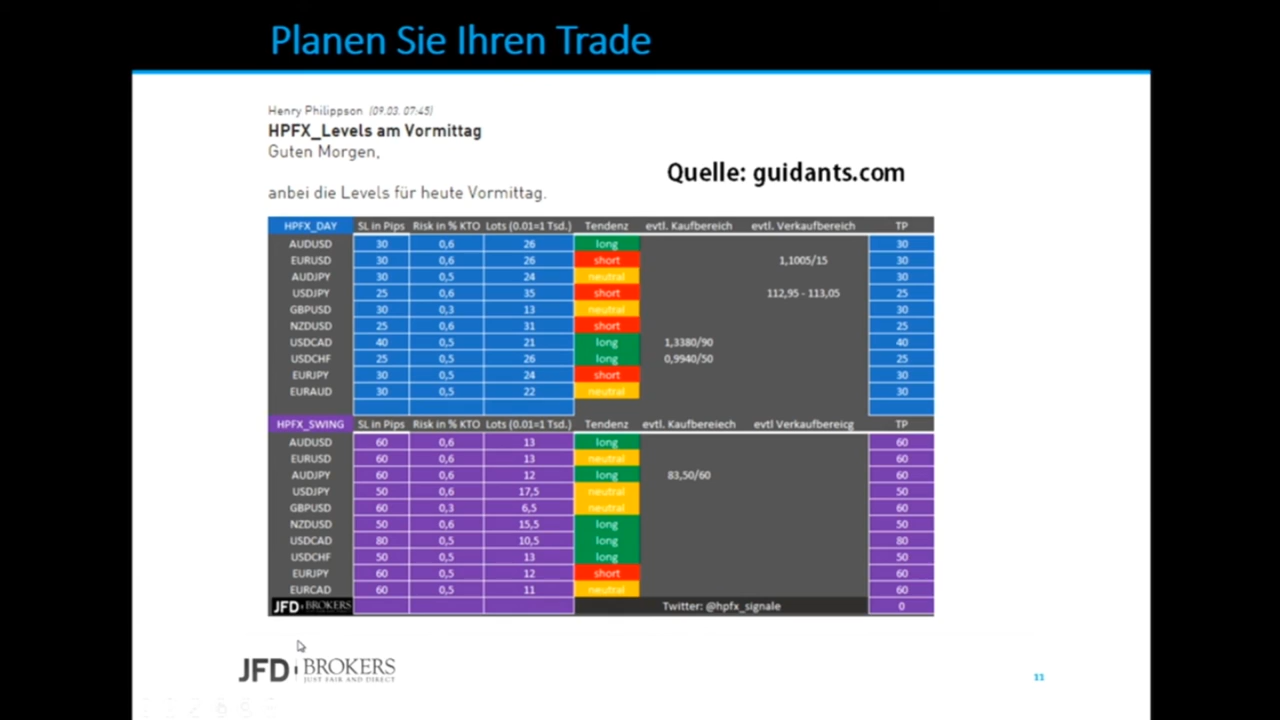 Planen Sie Ihren Trade
Henry Philippson (09.03. 07:45)
HPFX_Levels am Vormittag
Guten Morgen,
Quelle: guidants.com
anbei die Levels für heute Vormittag.
HPFX_DAY SL in Pips Risk in % KTO Lots (0.01=1 Tsd.) Tendenz evtl. Kaufbereich evtl. Verkaufbereich TP
AUDUSD 30 0,6 26 long 30
EURUSD 30 0,6 26 short 1,1005/15 30
AUDJPY 30 0,5 24 neutral 30
USDJPY 25 0,6 35 short 112,95 - 113,05 25
GBPUSD 30 0,3 13 neutral 30
NZDUSD 25 0,6 31 short 25
USDCAD 40 0,5 21 long 1,3380/90 40
USDCHF 25 0,5 26 long 0,9940/50 25
EURJPY 30 0,5 24 short 30
EURAUD 30 0,5 22 neutral 30
HPFX_SWING SL in Pips Risk in % KTO Lots (0.01=1 Tsd.) Tendenz evtl. Kaufbereiech evtl Verkaufbereicg TP
AUDUSD 60 0,6 13 long 60
EURUSD 60 0,6 13 neutral 60
AUDJPY 60 0,6 12 long 83,50/60 60
USDJPY 50 0,6 17,5 neutral 50
GBPUSD 60 0,3 6,5 neutral 60
NZDUSD 50 0,6 15,5 long 50
USDCAD 80 0,5 10,5 long 80
USDCHF 50 0,5 13 long 50
EURJPY 60 0,5 12 short 60
EURCAD 60 0,5 11 neutral 60
JFD BROKERS Twitter: @hpfx_signale 0
JFD BROKERS
JUST FAIR AND DIRECT
11